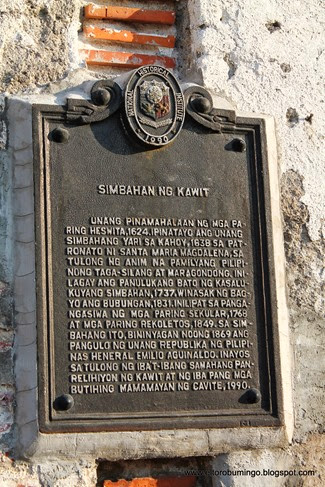 NATIONAL HISTORICAL INSTITUTE
1990
SIMBAHAN NG KAWIT
UNANG PINAMAHALAAN NG MGA PA-
RING HESWITA, 1624. IPINATAYO ANG UNANG
SIMBAHANG YARI SA KAHOY, 1638 SA PAT-
RONATO NI SANTA MARIA MAGDALENA. SA
TULONG NG ANIM NA PAMILYANG PILIPI-
NONG TAGA-SILANG AT MARAGONDONG, INI-
LAGAY ANG PANULUKANG BATO NG KASALU-
KUYANG SIMBAHAN, 1737. WINASAK NG BAG-
YO ANG BUBUNGAN, 1831. INILIPAT SA PANGA-
NGASIWA NG MGA PARING SEKULAR, 1768
AT MGA PARING REKOLETOS, 1849. SA SIM-
BAHANG ITO, BININYAGAN NOONG 1869 ANG
PANGULO NG UNANG REPUBLIKA NG PILIPI-
NAS HENERAL EMILIO AGUINALDO. INAYOS
SA TULONG NG IBAT-IBANG SAMAHANG PAN-
RELIHIYON NG KAWIT AT NG IBA PANG MGA
BUTIHING MAMAMAYAN NG CAVITE, 1990.
torobumingo.blogspot.com